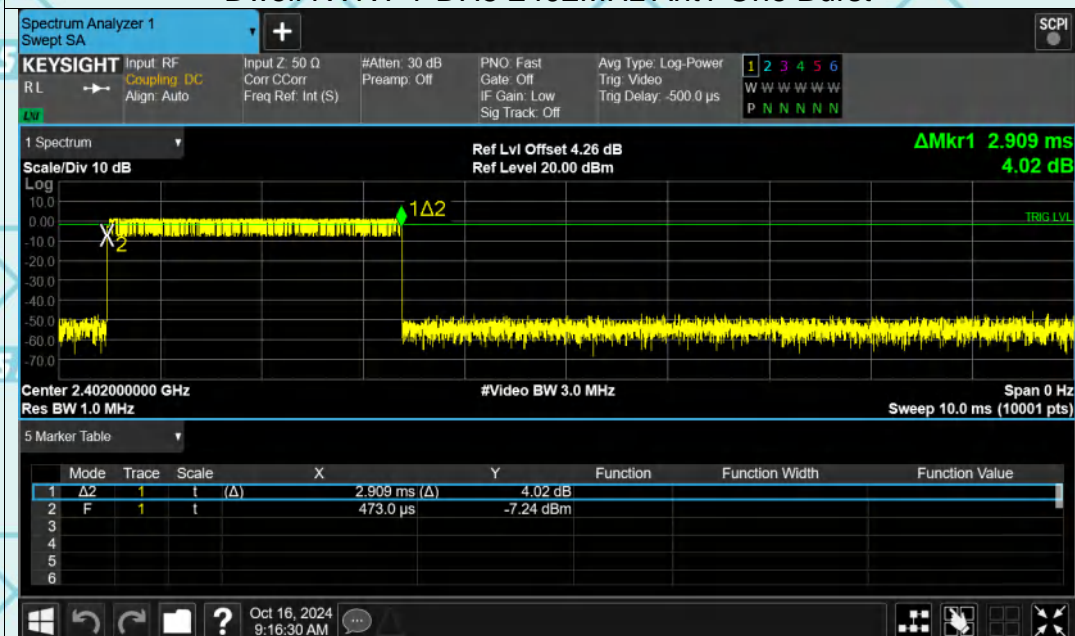 Spectrum Analyzer 1
Swept SA
+
SCPI
KEYSIGHT
RL
LXI
Input: RF
Coupling: DC
Align: Auto
Input Z: 50 Ω
Corr CCorr
Freq Ref: Int (S)
#Atten: 30 dB
Preamp: Off
PNO: Fast
Gate: Off
IF Gain: Low
Sig Track: Off
Avg Type: Log-Power
Trig: Video
Trig Delay: -500.0 µs
1 2 3 4 5 6
W W W W W W
P N N N N N
1 Spectrum
Scale/Div 10 dB
Ref Lvl Offset 4.26 dB
Ref Level 20.00 dBm
ΔMkr1 2.909 ms
4.02 dB
Log
10.0
0.00
-10.0
-20.0
-30.0
-40.0
-50.0
-60.0
-70.0
1Δ2
X2
TRIG LVL
Center 2.402000000 GHz
#Video BW 3.0 MHz
Span 0 Hz
Res BW 1.0 MHz
Sweep 10.0 ms (10001 pts)
5 Marker Table
Mode Trace Scale X Y Function Function Width Function Value
1 Δ2 1 t (Δ) 2.909 ms (Δ) 4.02 dB
2 F 1 t 473.0 µs -7.24 dBm
3
4
5
6
?
Oct 16, 2024
9:16:30 AM